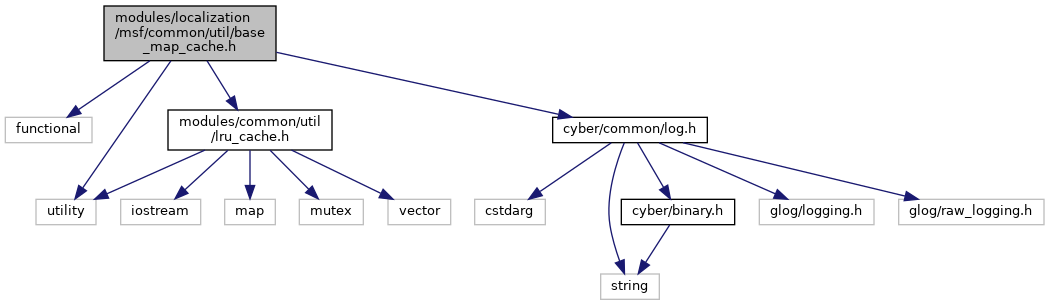 modules/localization
/msf/common/util/base
_map_cache.h
functional
modules/common/util
/lru_cache.h
cyber/common/log.h
utility
iostream
map
mutex
vector
cstdarg
cyber/binary.h
glog/logging.h
glog/raw_logging.h
string